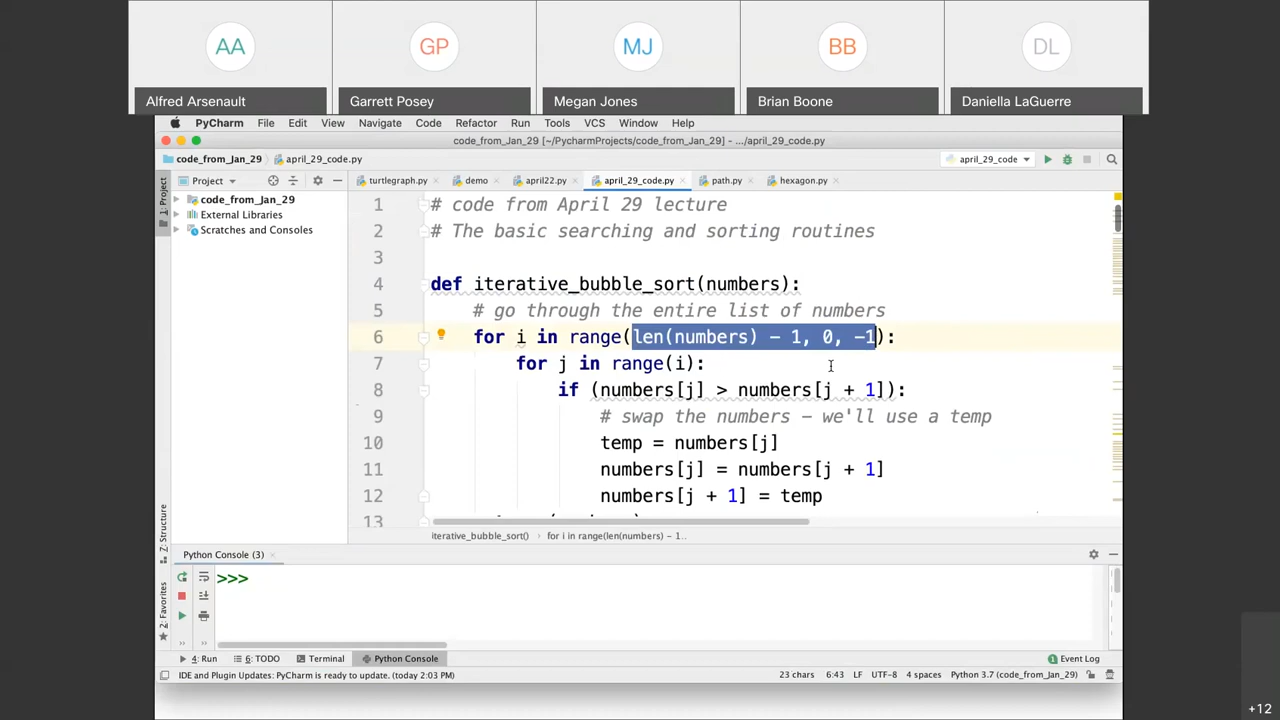 AA GP MJ BB DL
Alfred Arsenault Garrett Posey Megan Jones Brian Boone Daniella LaGuerre
PyCharm File Edit View Navigate Code Refactor Run Tools VCS Window Help
code_from_Jan_29 [~/PycharmProjects/code_from_Jan_29] - .../april_29_code.py
code_from_Jan_29 april_29_code.py april_29_code
1: Project Project turtlegraph.py demo april22.py april_29_code.py path.py hexagon.py
code_from_Jan_29
External Libraries
Scratches and Consoles
1 # code from April 29 lecture
2 # The basic searching and sorting routines
3
4 def iterative_bubble_sort(numbers):
5 # go through the entire list of numbers
6 for i in range(len(numbers) - 1, 0, -1):
7 for j in range(i):
8 if (numbers[j] > numbers[j + 1]):
9 # swap the numbers - we'll use a temp
10 temp = numbers[j]
11 numbers[j] = numbers[j + 1]
12 numbers[j + 1] = temp
13
iterative_bubble_sort() for i in range(len(numbers) - 1..
Z: Structure
Python Console (3)
>>>
2: Favorites
4: Run 6: TODO Terminal Python Console 1 Event Log
IDE and Plugin Updates: PyCharm is ready to update. (today 2:03 PM) 23 chars 6:43 LF UTF-8 4 spaces Python 3.7 (code_from_Jan_29)
+12